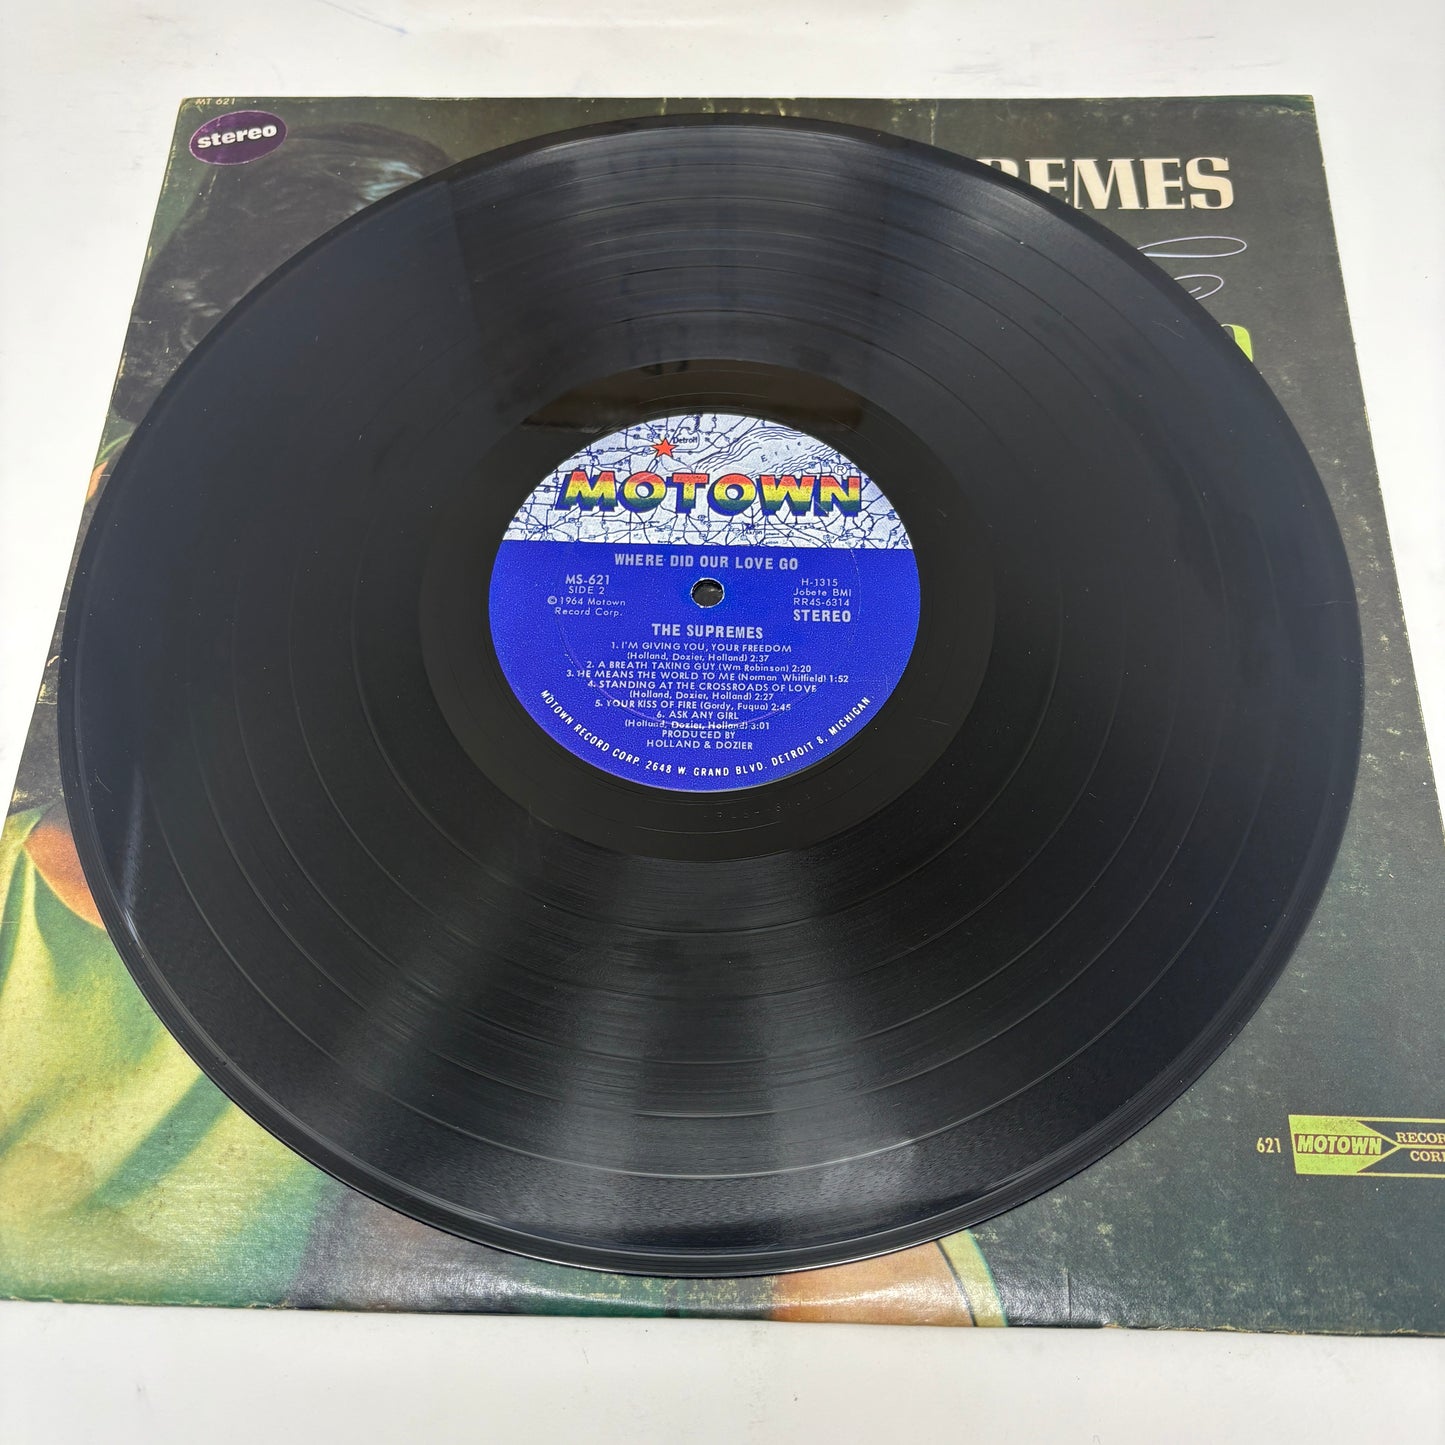 MT 621
stereo
REMES
Detroit
MOTOWN®
WHERE DID OUR LOVE GO
MS-621
SIDE 2
© 1964 Motown
Record Corp.
H-1315
Jobete BMI
RR4S-6314
STEREO
THE SUPREMES
1. I'M GIVING YOU, YOUR FREEDOM
(Holland, Dozier, Holland) 2:37
2. A BREATH TAKING GUY (Wm Robinson) 2:20
3. HE MEANS THE WORLD TO ME (Norman Whitfield) 1:52
4. STANDING AT THE CROSSROADS OF LOVE
(Holland, Dozier, Holland) 2:27
5. YOUR KISS OF FIRE (Gordy, Fuqua) 2:45
6. ASK ANY GIRL
(Holland, Dozier, Holland) 3:01
PRODUCED BY
HOLLAND & DOZIER
MOTOWN RECORD CORP. 2648 W. GRAND BLVD. DETROIT 8, MICHIGAN
621 MOTOWN RECOR
COR